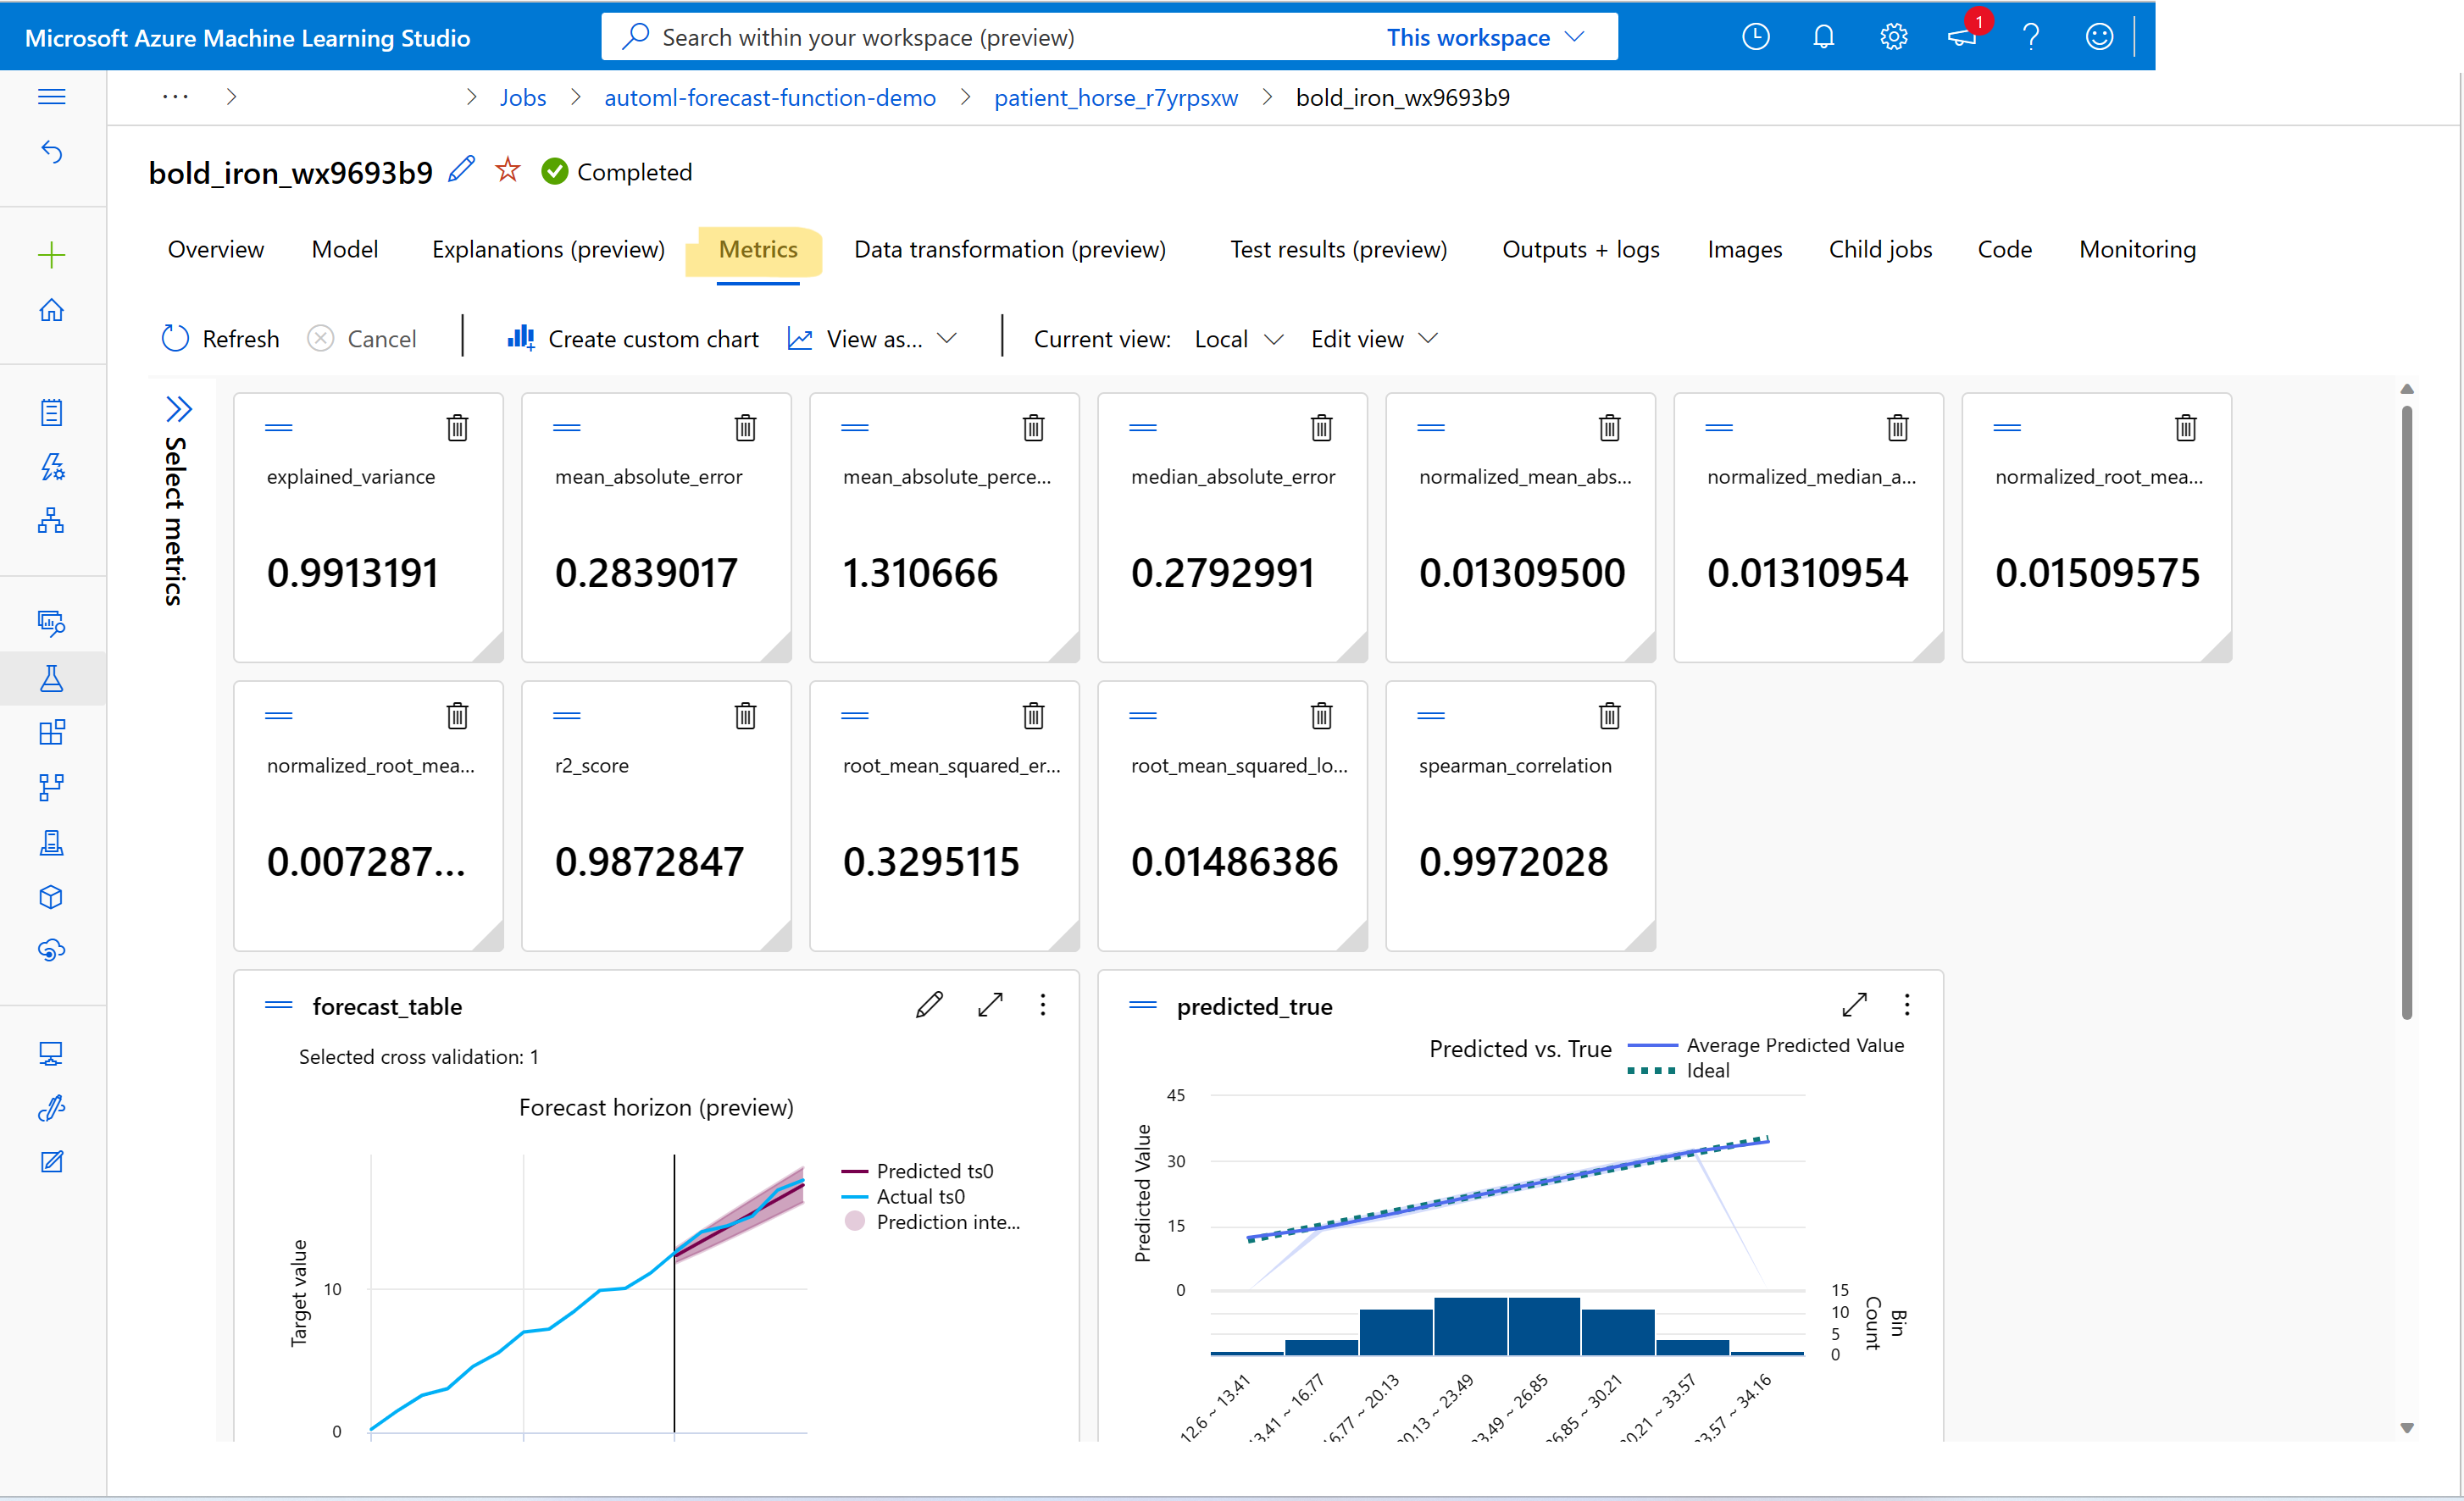 Microsoft Azure Machine Learning Studio
Search within your workspace (preview)
This workspace
1
Jobs
automl-forecast-function-demo
patient_horse_r7yrpsxw
bold_iron_wx9693b9
bold_iron_wx9693b9
Completed
Overview
Model
Explanations (preview)
Metrics
Data transformation (preview)
Test results (preview)
Outputs + logs
Images
Child jobs
Code
Monitoring
Refresh
Cancel
Create custom chart
View as...
Current view:
Local
Edit view
Select metrics
explained_variance
0.9913191
mean_absolute_error
0.2839017
mean_absolute_perce...
1.310666
median_absolute_error
0.2792991
normalized_mean_abs...
0.01309500
normalized_median_a...
0.01310954
normalized_root_mea...
0.01509575
normalized_root_mea...
0.007287...
r2_score
0.9872847
root_mean_squared_er...
0.3295115
root_mean_squared_lo...
0.01486386
spearman_correlation
0.9972028
forecast_table
Selected cross validation: 1
Forecast horizon (preview)
Target value
10
0
Predicted ts0
Actual ts0
Prediction inte...
predicted_true
Predicted vs. True
Average Predicted Value
Ideal
Predicted Value
45
30
15
0
15
10
5
0
Bin
Count
12.6 ~ 13.41
3.41 ~ 16.77
6.77 ~ 20.13
0.13 ~ 23.49
3.49 ~ 26.85
6.85 ~ 30.21
0.21 ~ 33.57
3.57 ~ 34.16